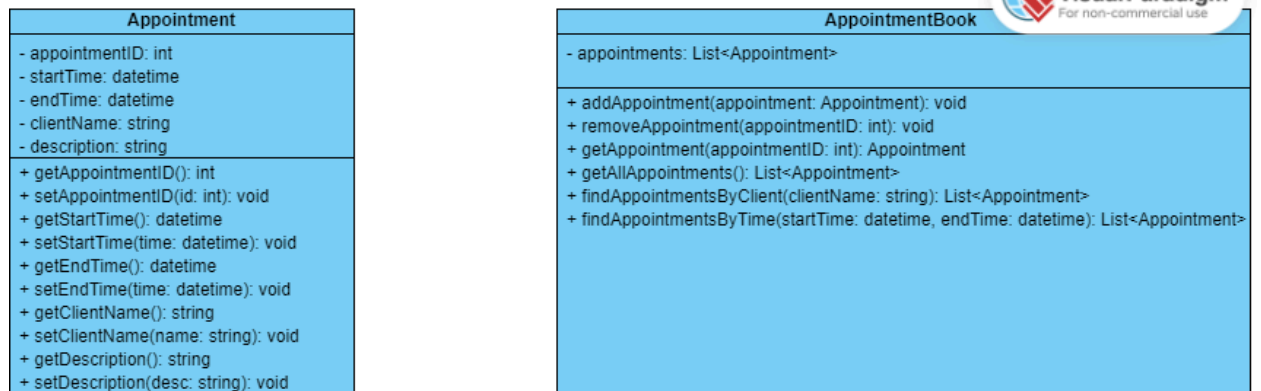 Appointment
- appointmentID: int
- startTime: datetime
- endTime: datetime
- clientName: string
- description: string
+ getAppointmentID(): int
+ setAppointmentID(id: int): void
+ getStartTime(): datetime
+ setStartTime(time: datetime): void
+ getEndTime(): datetime
+ setEndTime(time: datetime): void
+ getClientName(): string
+ setClientName(name: string): void
+ getDescription(): string
+ setDescription(desc: string): void
AppointmentBook
For non-commercial use
- appointments: List<Appointment>
+ addAppointment(appointment: Appointment): void
+ removeAppointment(appointmentID: int): void
+ getAppointment(appointmentID: int): Appointment
+ getAllAppointments(): List<Appointment>
+ findAppointmentsByClient(clientName: string): List<Appointment>
+ findAppointmentsByTime(startTime: datetime, endTime: datetime): List<Appointment>